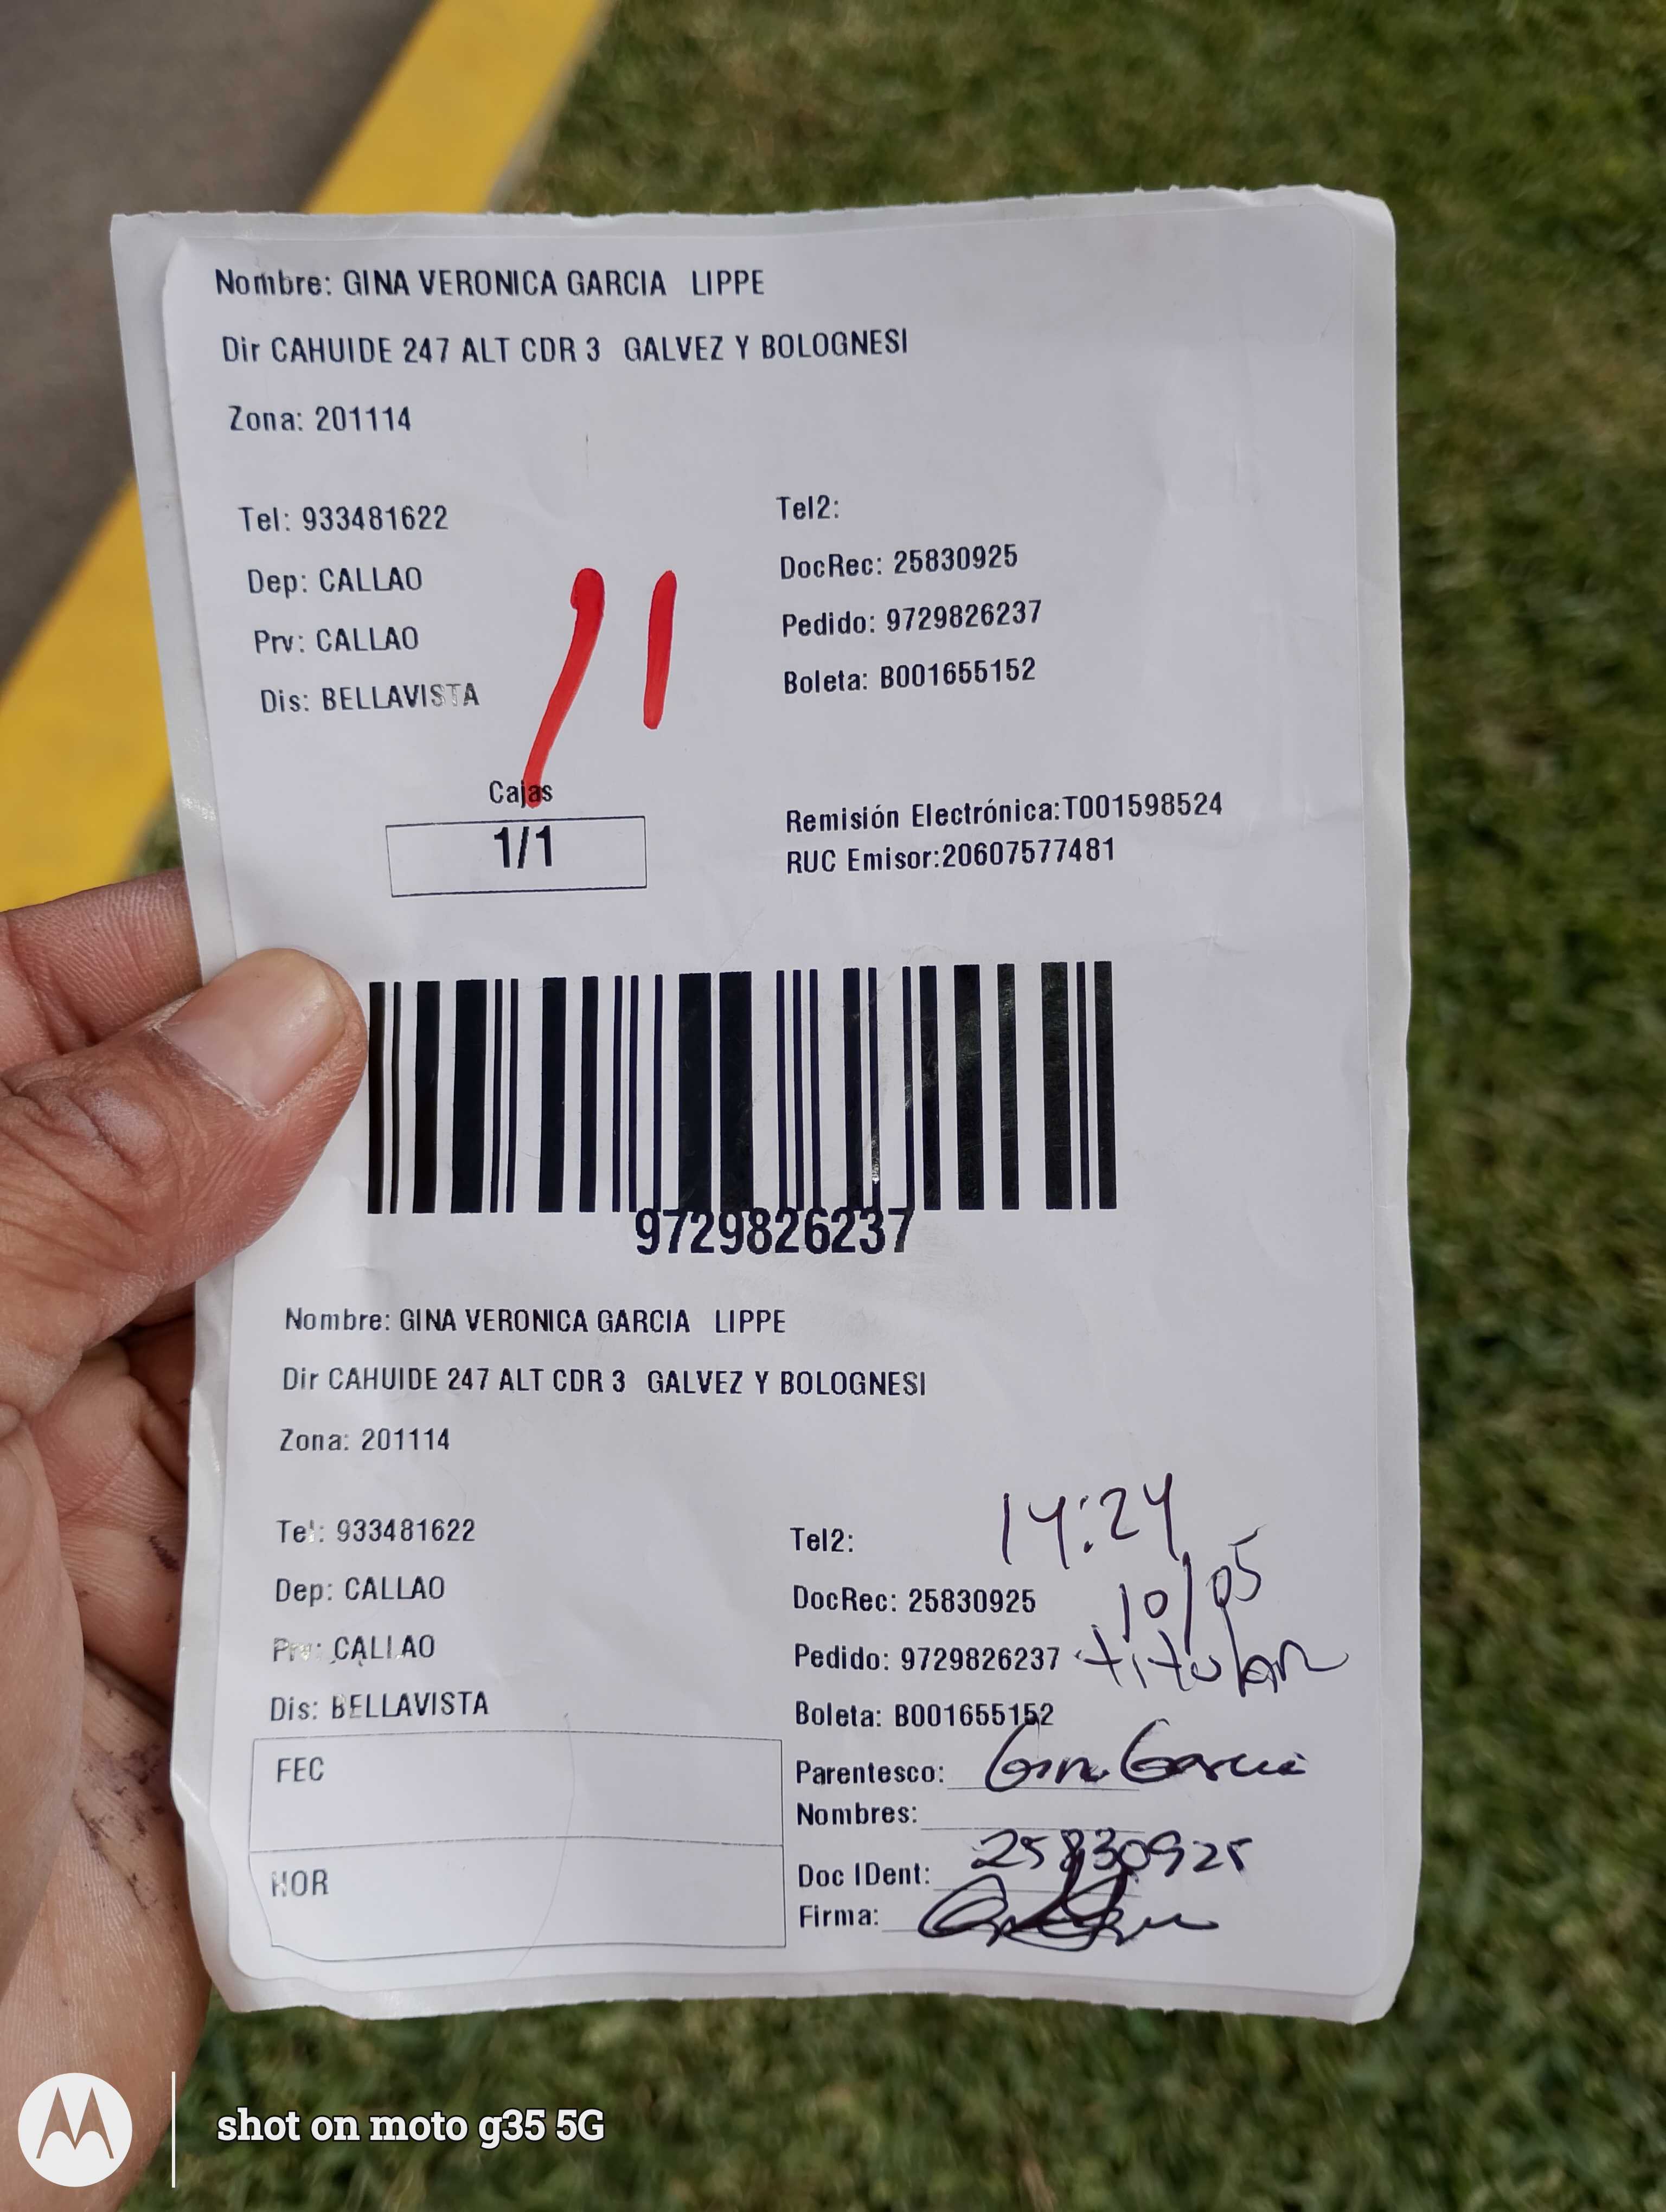 Nombre: GINA VERONICA GARCIA LIPPE
Dir CAHUIDE 247 ALT CDR 3 GALVEZ Y BOLOGNESI
Zona: 201114
Tel: 933481622 Tel2:
Dep: CALLAO DocRec: 25830925
Prv: CALLAO Pedido: 9729826237
Dis: BELLAVISTA Boleta: B001655152
Cajas
1/1
Remisión Electrónica:T001598524
RUC Emisor:20607577481
9729826237
Nombre: GINA VERONICA GARCIA LIPPE
Dir CAHUIDE 247 ALT CDR 3 GALVEZ Y BOLOGNESI
Zona: 201114
14:24
Tel: 933481622 Tel2:
10/05
Dep: CALLAO DocRec: 25830925
Prv: CALLAO Pedido: 9729826237 titular
Dis: BELLAVISTA Boleta: B001655152
FEC Parentesco: Gina Garcia
Nombres:
HOR Doc IDent: 25830925
Firma:
shot on moto g35 5G